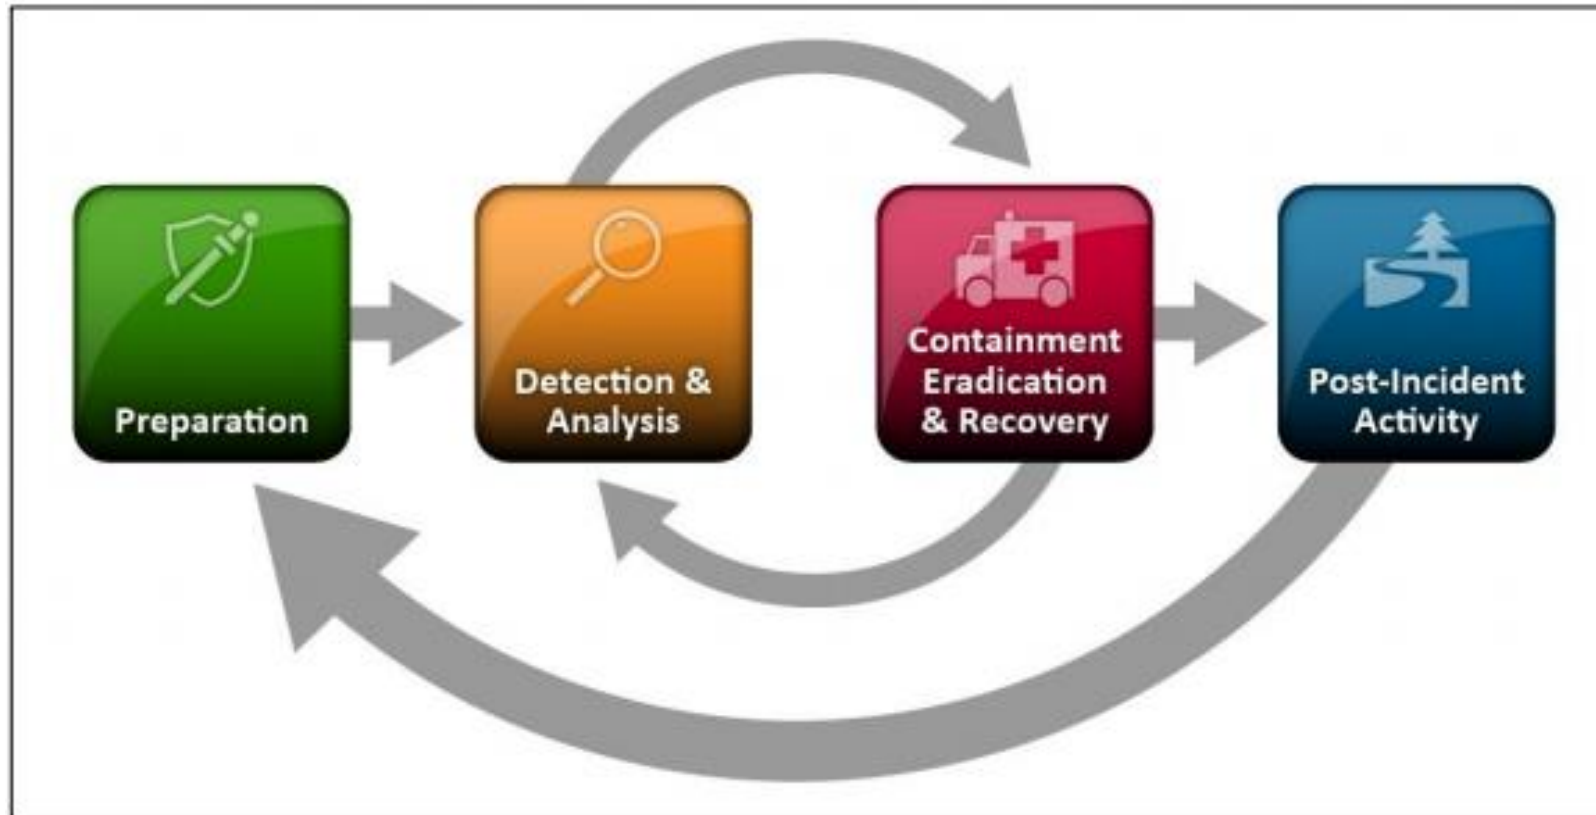 Preparation
Detection &
Analysis
Containment
Eradication
& Recovery
Post-Incident
Activity